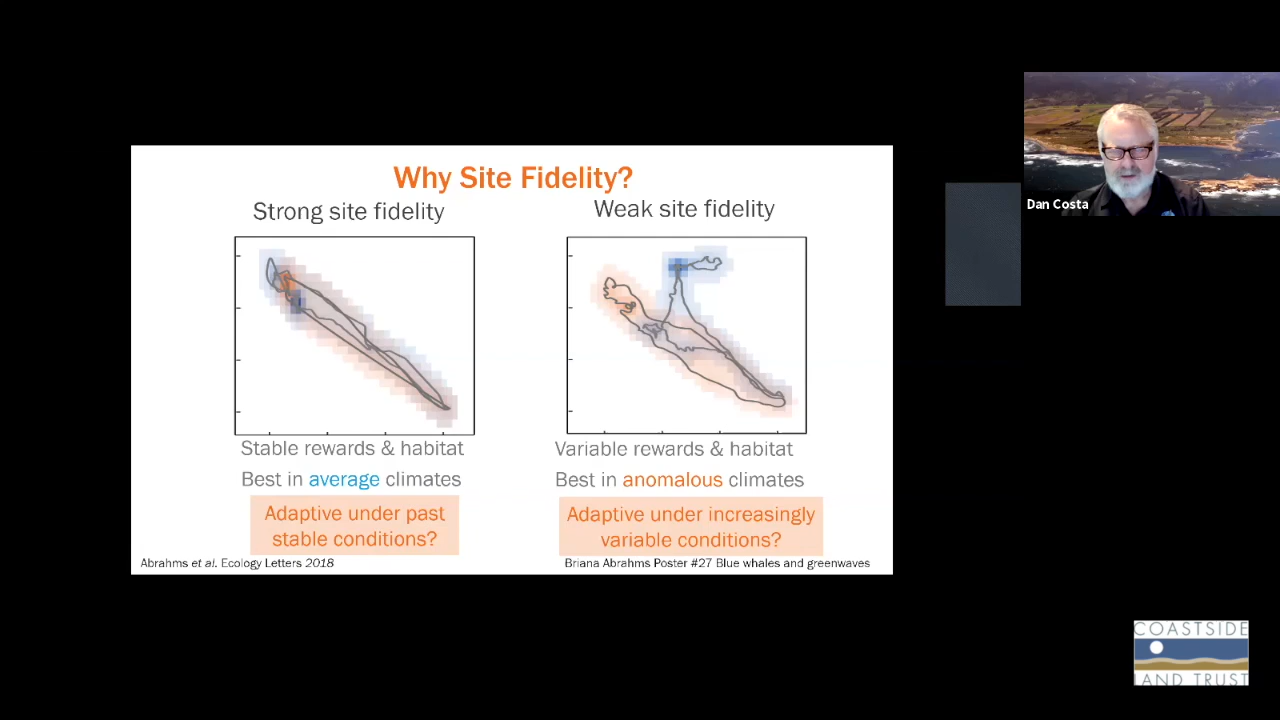 Why Site Fidelity?
Strong site fidelity
Weak site fidelity
Stable rewards & habitat
Variable rewards & habitat
Best in average climates
Best in anomalous climates
Adaptive under past
stable conditions?
Adaptive under increasingly
variable conditions?
Abrahms et al. Ecology Letters 2018
Briana Abrahms Poster #27 Blue whales and greenwaves
Dan Costa
COASTSIDE
LAND TRUST